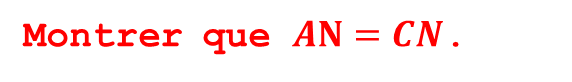 Montrer que AN = CN.